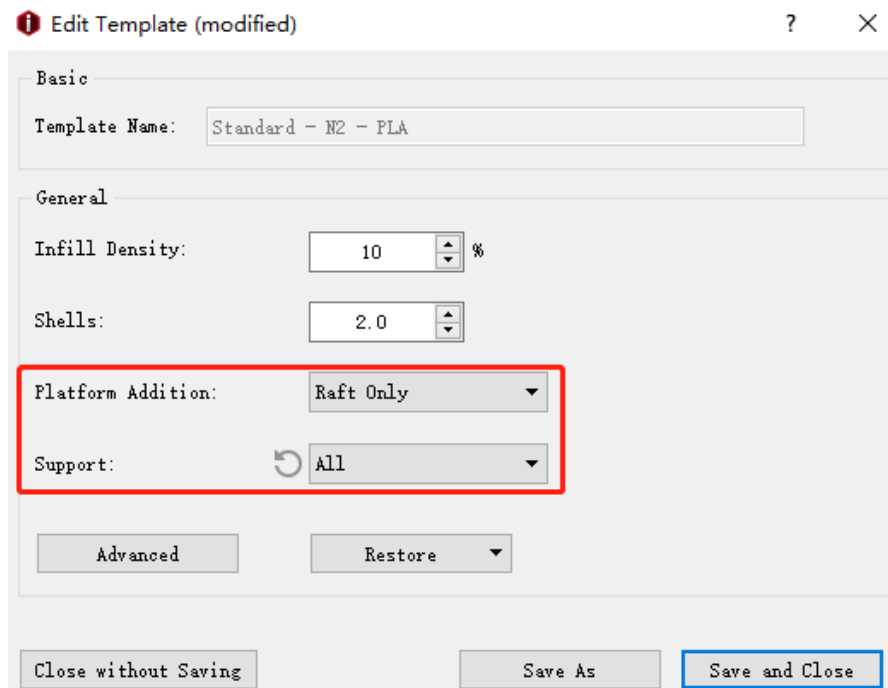 Edit Template (modified) ?
Basic
Template Name: Standard - N2 - PLA
General
Infill Density: 10 %
Shells: 2.0
Platform Addition: Raft Only
Support: All
Advanced Restore
Close without Saving Save As Save and Close